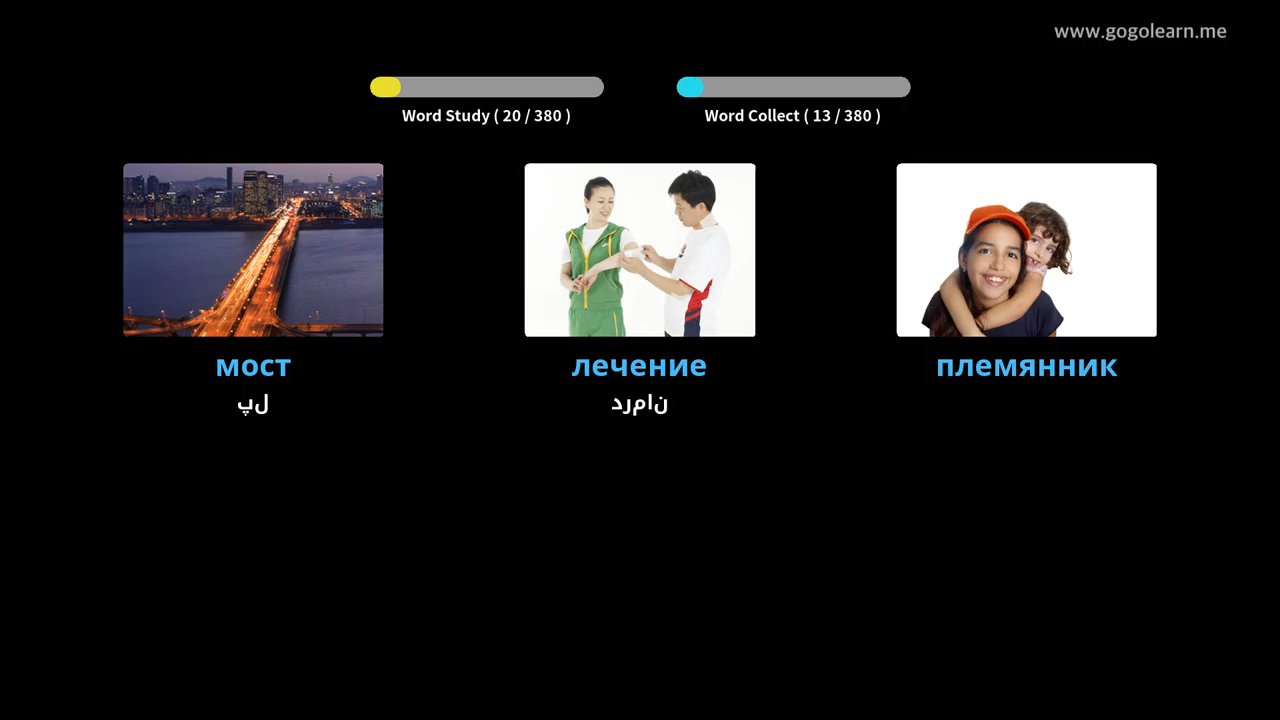 www.gogolearn.me
Word Study ( 20 / 380 )
Word Collect ( 13 / 380 )
мост
лечение
племянник
پل
درمان